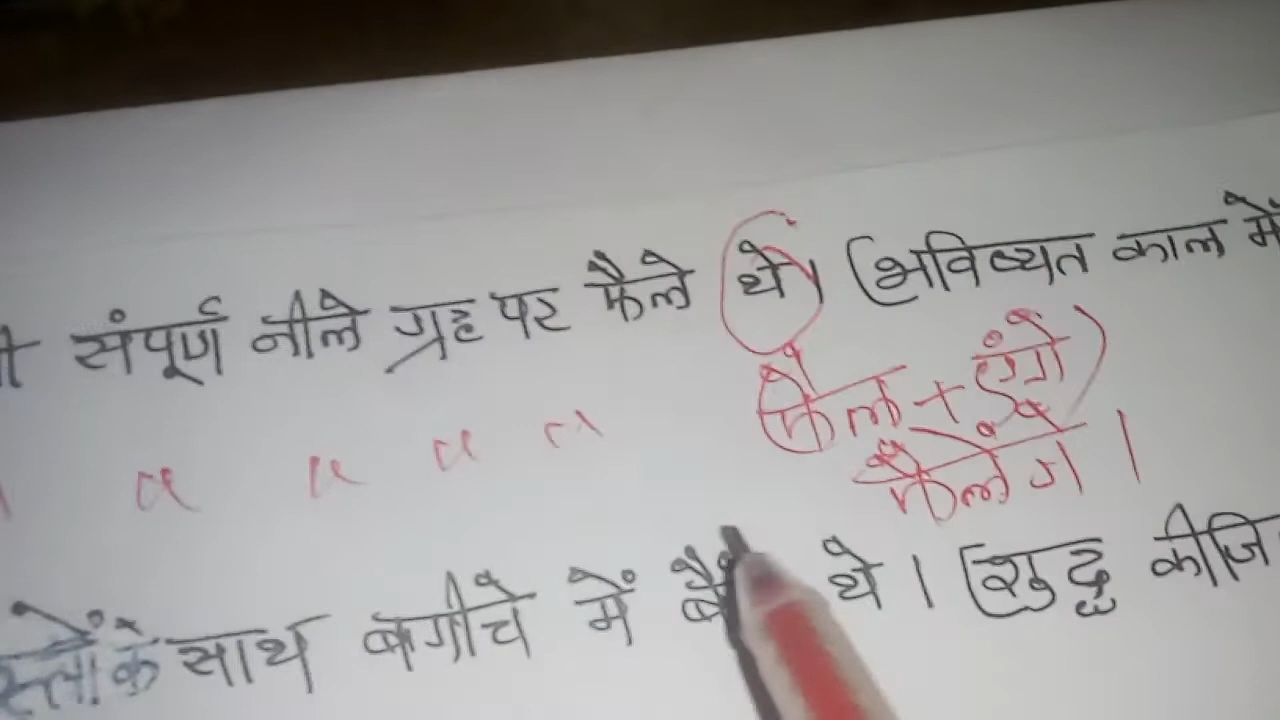 संपूर्ण नीले ग्रह पर फैले थे। (भविष्यत काल में
फैल + एंगे)
" " " " फैलेंगे ।
के साथ बगीचे में थे । (शुद्ध कीजि